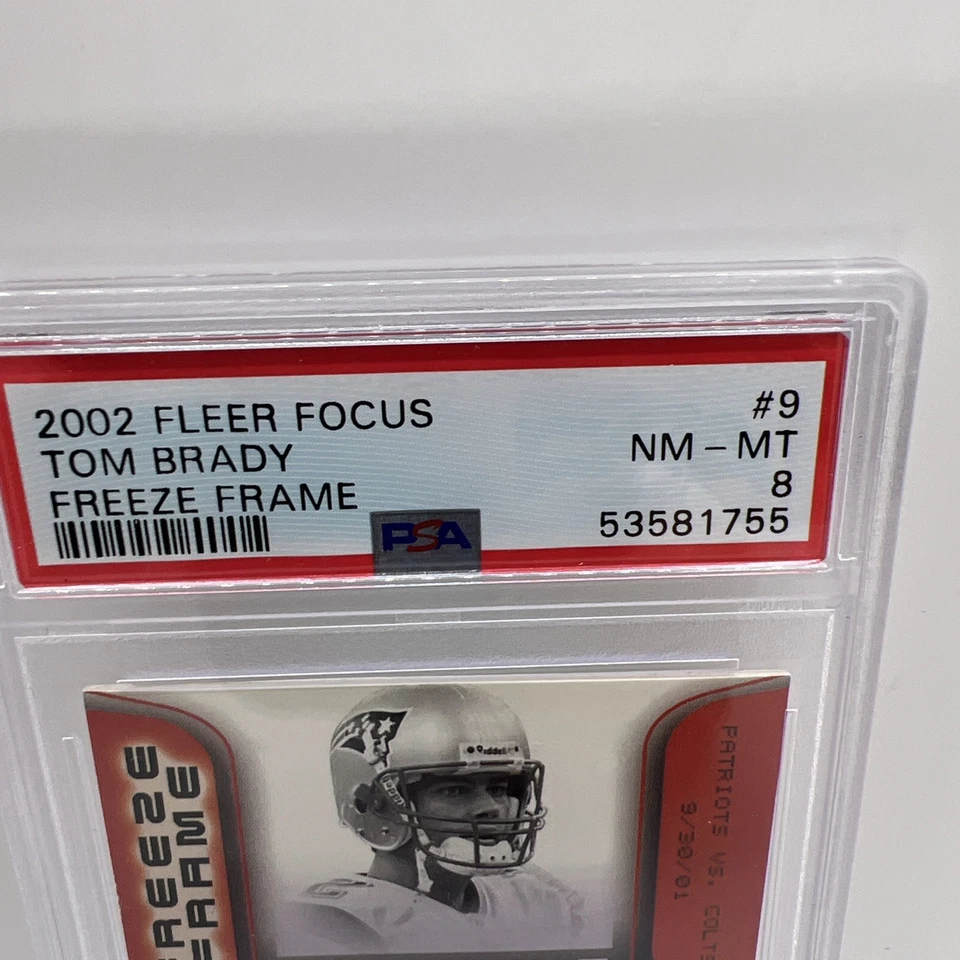 2002 FLEER FOCUS
TOM BRADY
FREEZE FRAME
#9
NM - MT
8
53581755
PSA
FREEZE
FRAME
Riddell
PATRIOTS VS. COLTS
9/30/01